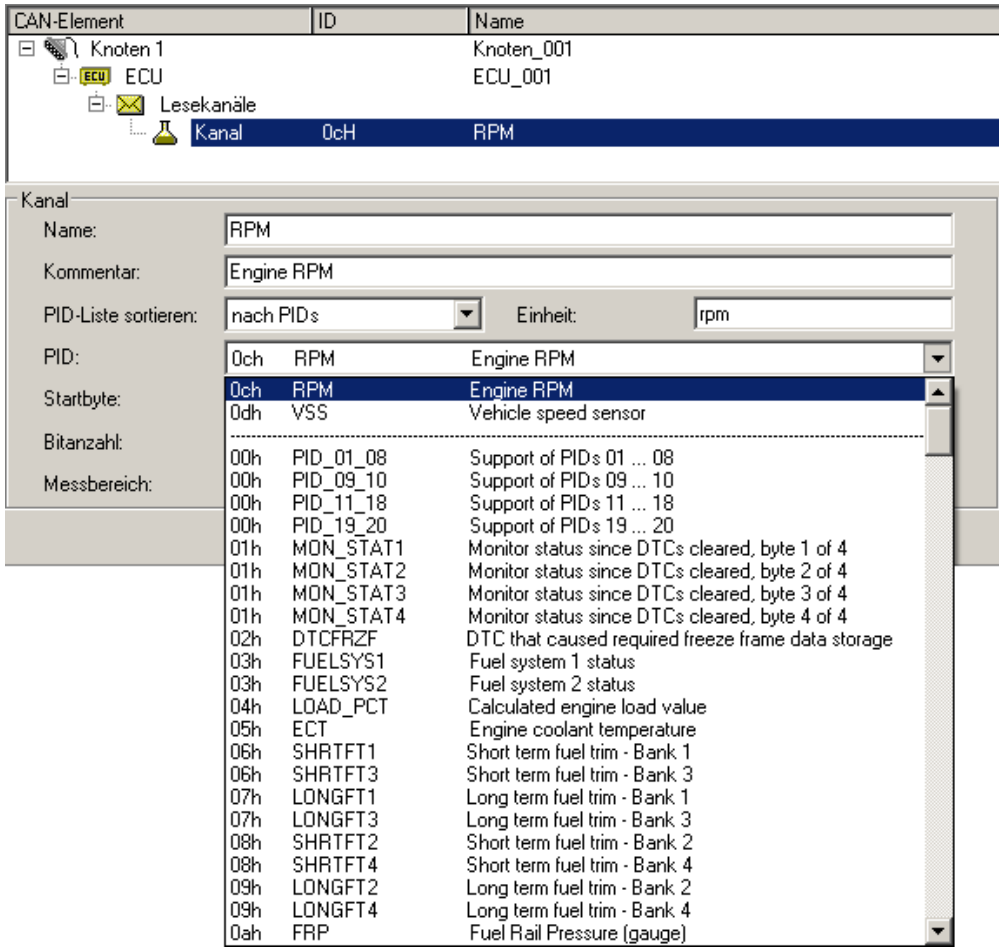 CAN-Element ID Name
Knoten 1 Knoten_001
ECU ECU ECU_001
Lesekanäle
Kanal 0cH RPM
Kanal
Name: RPM
Kommentar: Engine RPM
PID-Liste sortieren: nach PIDs Einheit: rpm
PID: 0ch RPM Engine RPM
Startbyte:
Bitanzahl:
Messbereich:
0ch RPM Engine RPM
0dh VSS Vehicle speed sensor
00h PID_01_08 Support of PIDs 01 ... 08
00h PID_09_10 Support of PIDs 09 ... 10
00h PID_11_18 Support of PIDs 11 ... 18
00h PID_19_20 Support of PIDs 19 ... 20
01h MON_STAT1 Monitor status since DTCs cleared, byte 1 of 4
01h MON_STAT2 Monitor status since DTCs cleared, byte 2 of 4
01h MON_STAT3 Monitor status since DTCs cleared, byte 3 of 4
01h MON_STAT4 Monitor status since DTCs cleared, byte 4 of 4
02h DTCFRZF DTC that caused required freeze frame data storage
03h FUELSYS1 Fuel system 1 status
03h FUELSYS2 Fuel system 2 status
04h LOAD_PCT Calculated engine load value
05h ECT Engine coolant temperature
06h SHRTFT1 Short term fuel trim - Bank 1
06h SHRTFT3 Short term fuel trim - Bank 3
07h LONGFT1 Long term fuel trim - Bank 1
07h LONGFT3 Long term fuel trim - Bank 3
08h SHRTFT2 Short term fuel trim - Bank 2
08h SHRTFT4 Short term fuel trim - Bank 4
09h LONGFT2 Long term fuel trim - Bank 2
09h LONGFT4 Long term fuel trim - Bank 4
0ah FRP Fuel Rail Pressure (gauge)